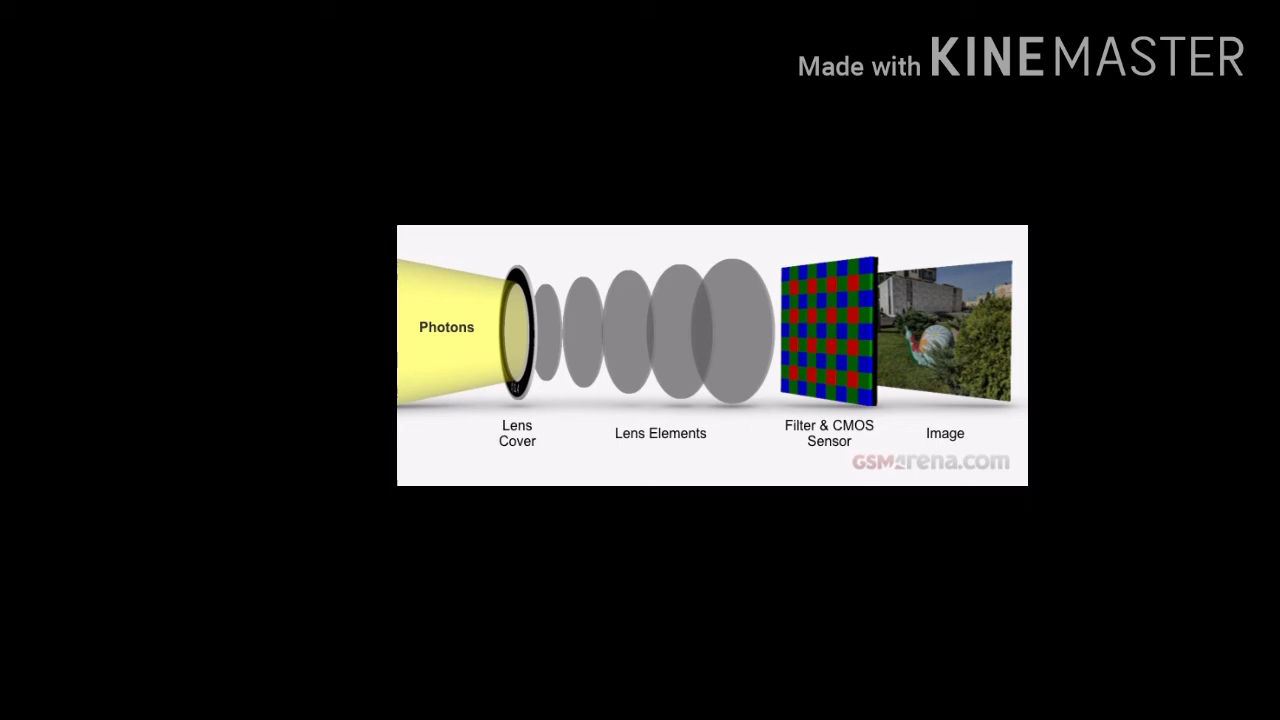 Made with KINEMASTER
Photons
Lens
Cover
Lens Elements
Filter & CMOS
Sensor
Image
GSMarena.com